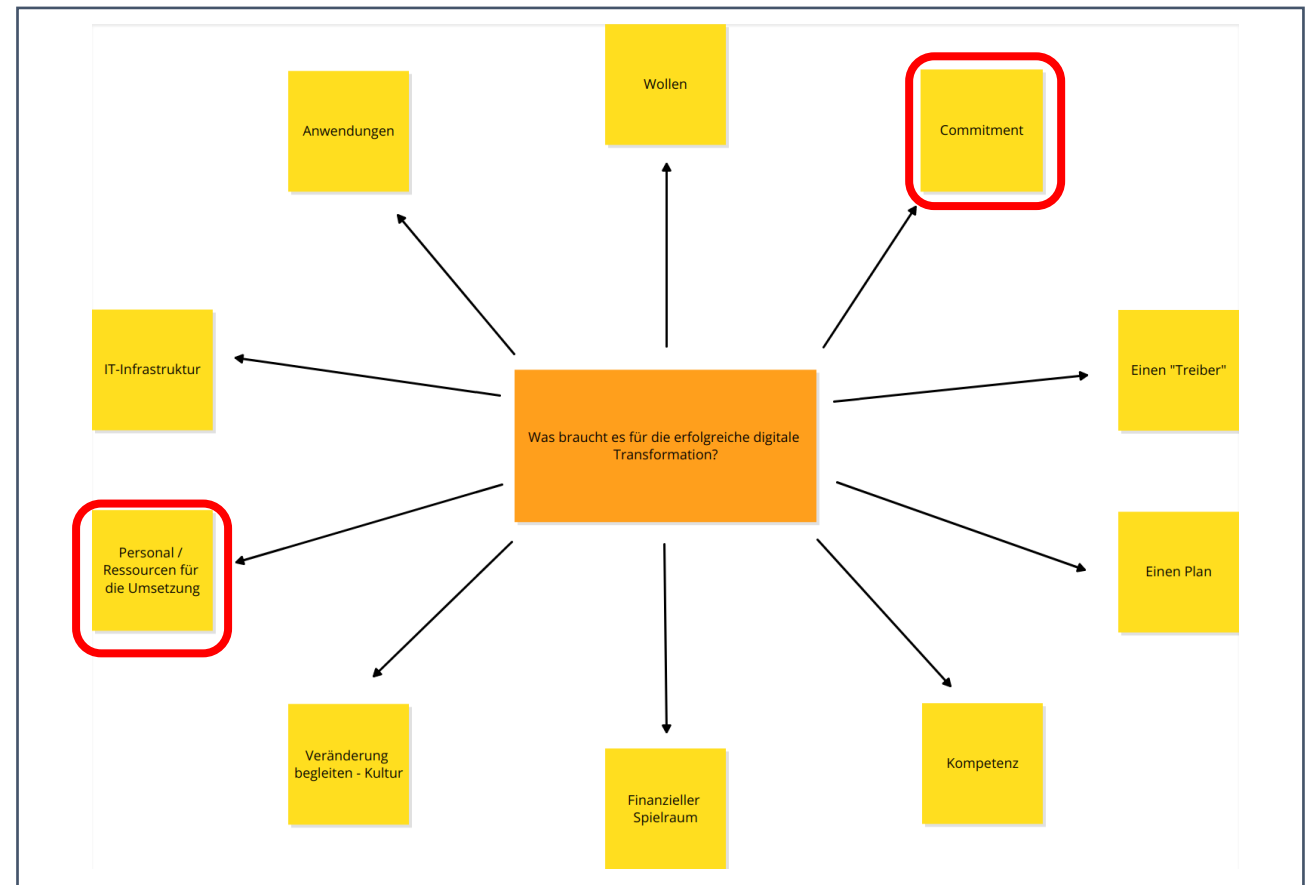 Wollen
Anwendungen
Commitment
IT-Infrastruktur
Einen "Treiber"
Was braucht es für die erfolgreiche digitale
Transformation?
Personal /
Ressourcen für
die Umsetzung
Einen Plan
Veränderung
begleiten - Kultur
Finanzieller
Spielraum
Kompetenz